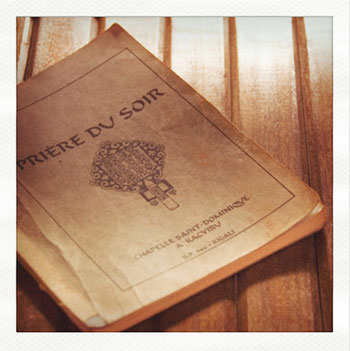 PRIÈRE DU SOIR
CHAPELLE SAINT-DOMINIQUE
A KACYIRU
B.P. - KIGALI